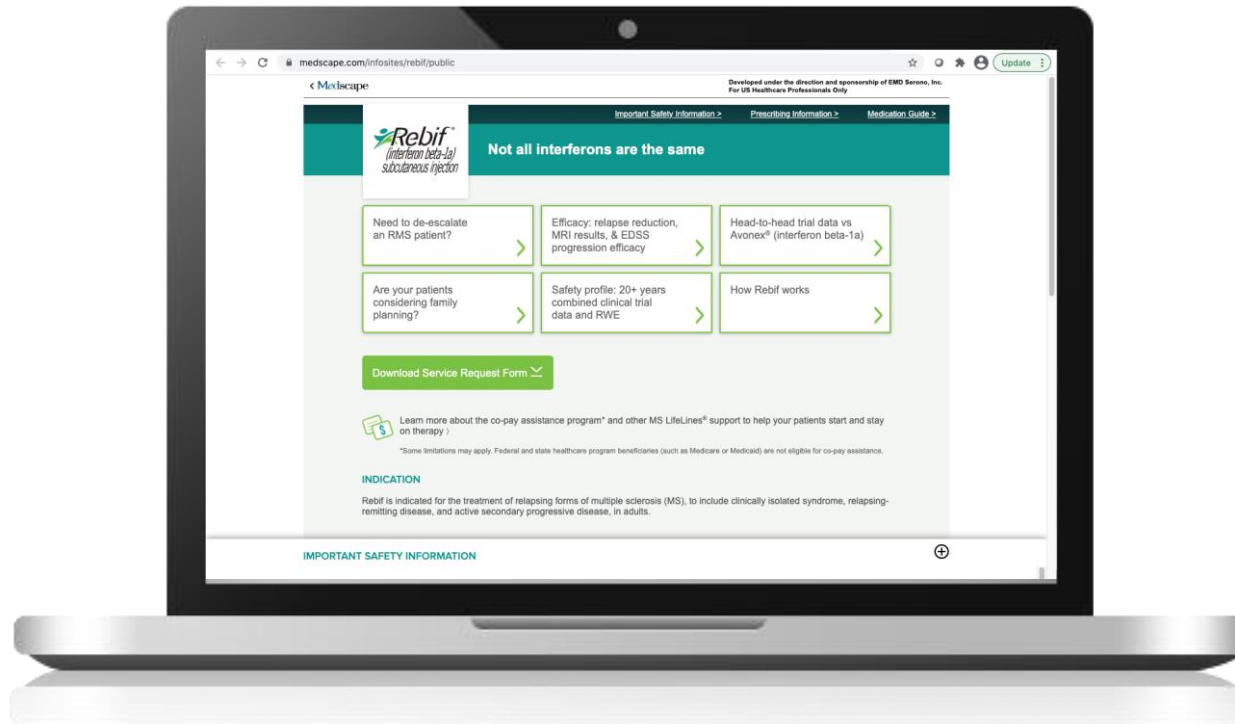 medscape.com/infosites/rebif/public
Update
< Medscape
Developed under the direction and sponsorship of EMD Serono, Inc.
For US Healthcare Professionals Only
Important Safety Information >
Prescribing Information >
Medication Guide >
Rebif®
(interferon beta-1a)
subcutaneous injection
Not all interferons are the same
Need to de-escalate
an RMS patient?
Efficacy: relapse reduction,
MRI results, & EDSS
progression efficacy
Head-to-head trial data vs
Avonex® (interferon beta-1a)
Are your patients
considering family
planning?
Safety profile: 20+ years
combined clinical trial
data and RWE
How Rebif works
Download Service Request Form
$
Learn more about the co-pay assistance program* and other MS LifeLines® support to help your patients start and stay
on therapy 〉
*Some limitations may apply. Federal and state healthcare program beneficiaries (such as Medicare or Medicaid) are not eligible for co-pay assistance.
INDICATION
Rebif is indicated for the treatment of relapsing forms of multiple sclerosis (MS), to include clinically isolated syndrome, relapsing-
remitting disease, and active secondary progressive disease, in adults.
IMPORTANT SAFETY INFORMATION